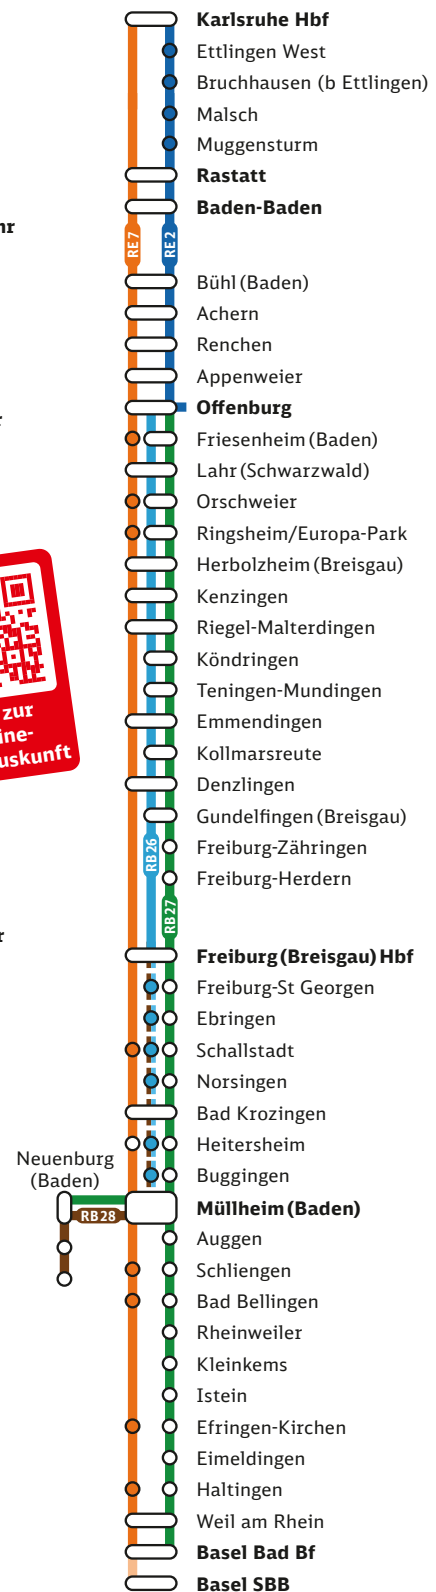 Karlsruhe Hbf
Ettlingen West
Bruchhausen (b Ettlingen)
Malsch
Muggensturm
Rastatt
Baden-Baden
RE 7
RE 2
Bühl (Baden)
Achern
Renchen
Appenweier
Offenburg
Friesenheim (Baden)
Lahr (Schwarzwald)
Orschweier
Ringsheim/Europa-Park
Herbolzheim (Breisgau)
Kenzingen
Riegel-Malterdingen
Köndringen
Teningen-Mundingen
zur
Emmendingen
Kollmarsreute
Denzlingen
Gundelfingen (Breisgau)
RB 26
Freiburg-Zähringen
Freiburg-Herdern
RB 27
Freiburg (Breisgau) Hbf
Freiburg-St Georgen
Ebringen
Schallstadt
Norsingen
Bad Krozingen
Heitersheim
Neuenburg
(Baden)
Buggingen
Müllheim (Baden)
RB 28
Auggen
Schliengen
Bad Bellingen
Rheinweiler
Kleinkems
Istein
Efringen-Kirchen
Eimeldingen
Haltingen
Weil am Rhein
Basel Bad Bf
Basel SBB